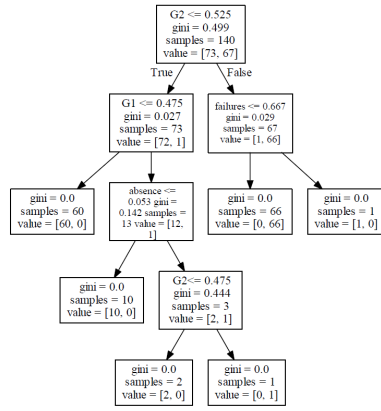 G2 <= 0.525
gini = 0.499
samples = 140
value = [73, 67]
True
False
G1 <= 0.475
gini = 0.027
samples = 73
value = [72, 1]
failures <= 0.667
gini = 0.029
samples = 67
value = [1, 66]
gini = 0.0
samples = 60
value = [60, 0]
absence <=
0.053 gini =
0.142 samples =
13 value = [12,
1]
gini = 0.0
samples = 66
value = [0, 66]
gini = 0.0
samples = 1
value = [1, 0]
gini = 0.0
samples = 10
value = [10, 0]
G2<= 0.475
gini = 0.444
samples = 3
value = [2, 1]
gini = 0.0
samples = 2
value = [2, 0]
gini = 0.0
samples = 1
value = [0, 1]